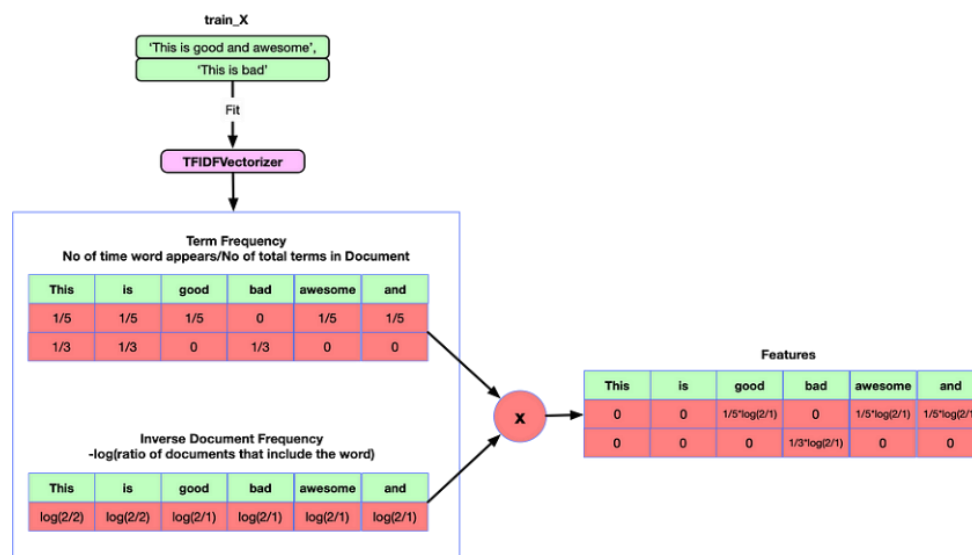 train_X
‘This is good and awesome’,
‘This is bad’
Fit
TFIDFVectorizer
Term Frequency
No of time word appears/No of total terms in Document
This is good bad awesome and
1/5 1/5 1/5 0 1/5 1/5
1/3 1/3 0 1/3 0 0
Inverse Document Frequency
-log(ratio of documents that include the word)
This is good bad awesome and
log(2/2) log(2/2) log(2/1) log(2/1) log(2/1) log(2/1)
x
Features
This is good bad awesome and
0 0 1/5*log(2/1) 0 1/5*log(2/1) 1/5*log(2/1
0 0 0 1/3*log(2/1) 0 0